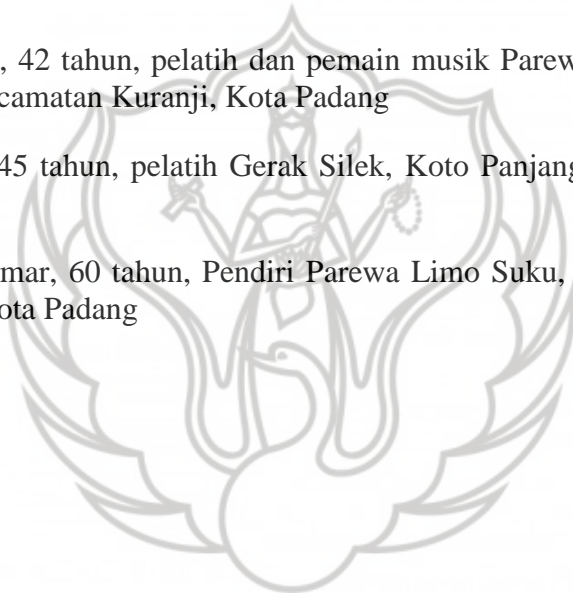 , 42 tahun, pelatih dan pemain musik Parew
camatan Kuranji, Kota Padang
45 tahun, pelatih Gerak Silek, Koto Panjang
mar, 60 tahun, Pendiri Parewa Limo Suku,
ota Padang